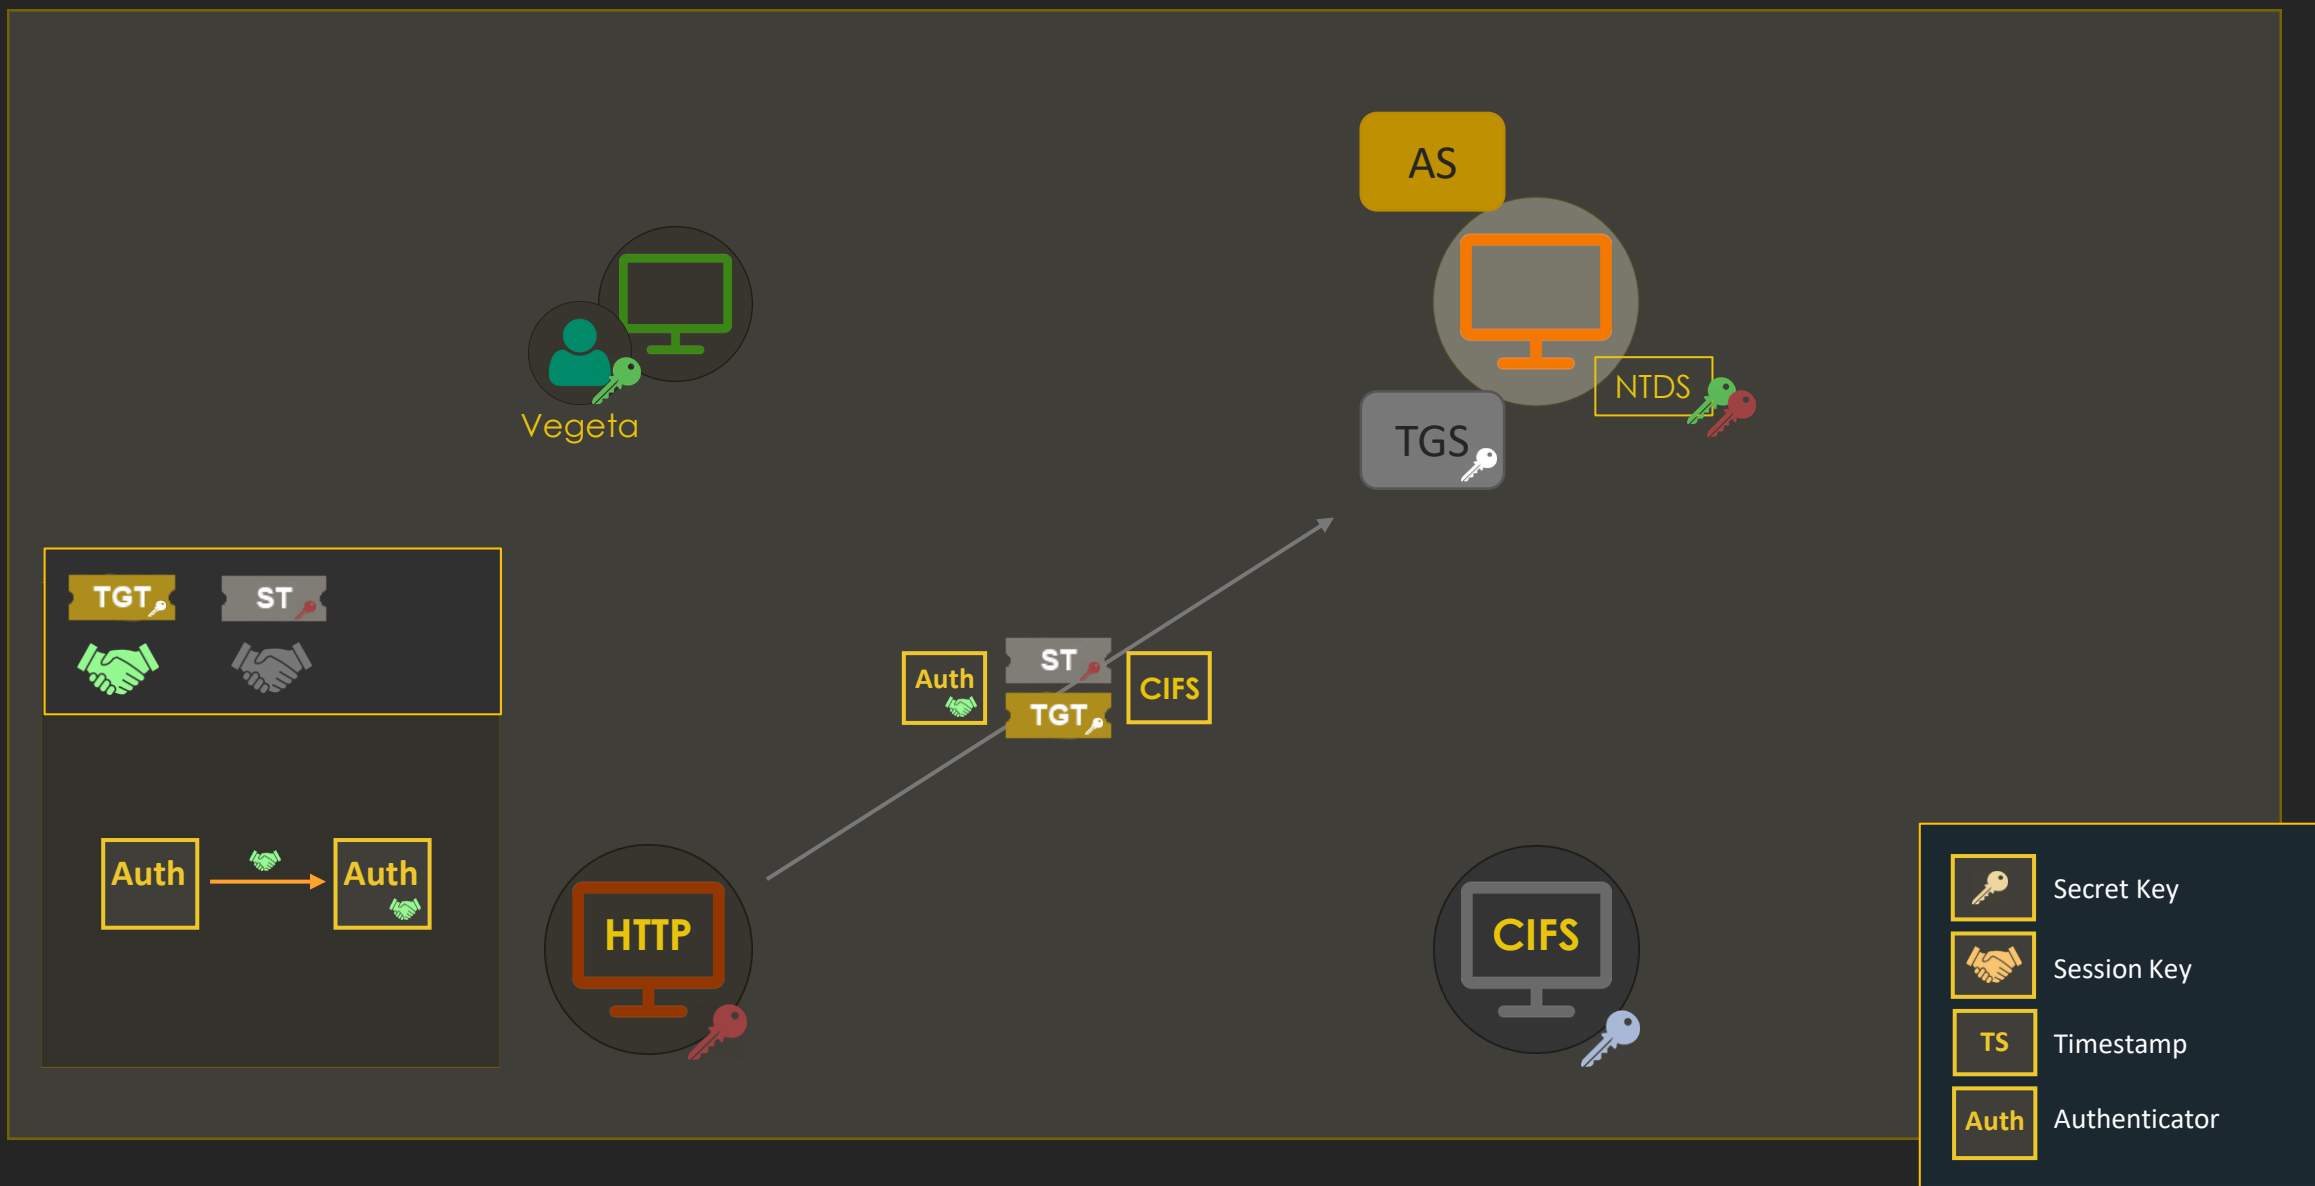 AS
NTDS
TGS
Vegeta
TGT
ST
Auth
ST
TGT
CIFS
Auth
Auth
HTTP
CIFS
Secret Key
Session Key
TS
Timestamp
Auth
Authenticator